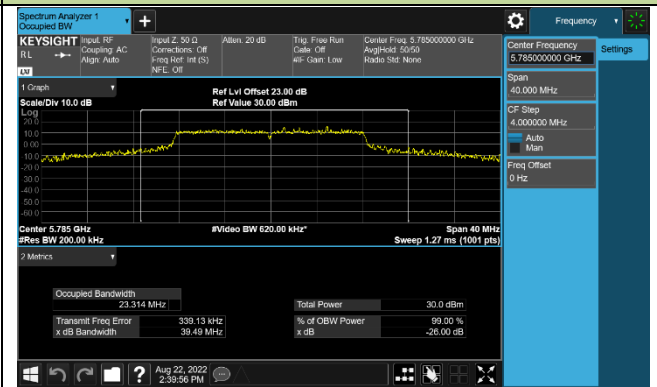 Spectrum Analyzer 1
Occupied BW
Frequency
KEYSIGHT
RL
LXI
Input: RF
Coupling: AC
Align: Auto
Input Z: 50 Ω
Corrections: Off
Freq Ref: Int (S)
NFE: Off
Atten: 20 dB
Trig: Free Run
Gate: Off
#IF Gain: Low
Center Freq: 5.785000000 GHz
Avg|Hold: 50/50
Radio Std: None
Center Frequency
5.785000000 GHz
Settings
Span
40.000 MHz
CF Step
4.000000 MHz
Auto
Man
Freq Offset
0 Hz
1 Graph
Scale/Div 10.0 dB
Ref Lvl Offset 23.00 dB
Ref Value 30.00 dBm
Log
20.0
10.0
0.00
-10.0
-20.0
-30.0
-40.0
-50.0
-60.0
Center 5.785 GHz
#Video BW 620.00 kHz*
Span 40 MHz
#Res BW 200.00 kHz
Sweep 1.27 ms (1001 pts)
2 Metrics
Occupied Bandwidth
23.314 MHz
Total Power
30.0 dBm
Transmit Freq Error
339.13 kHz
% of OBW Power
99.00 %
x dB Bandwidth
39.49 MHz
x dB
-26.00 dB
Aug 22, 2022
2:39:56 PM